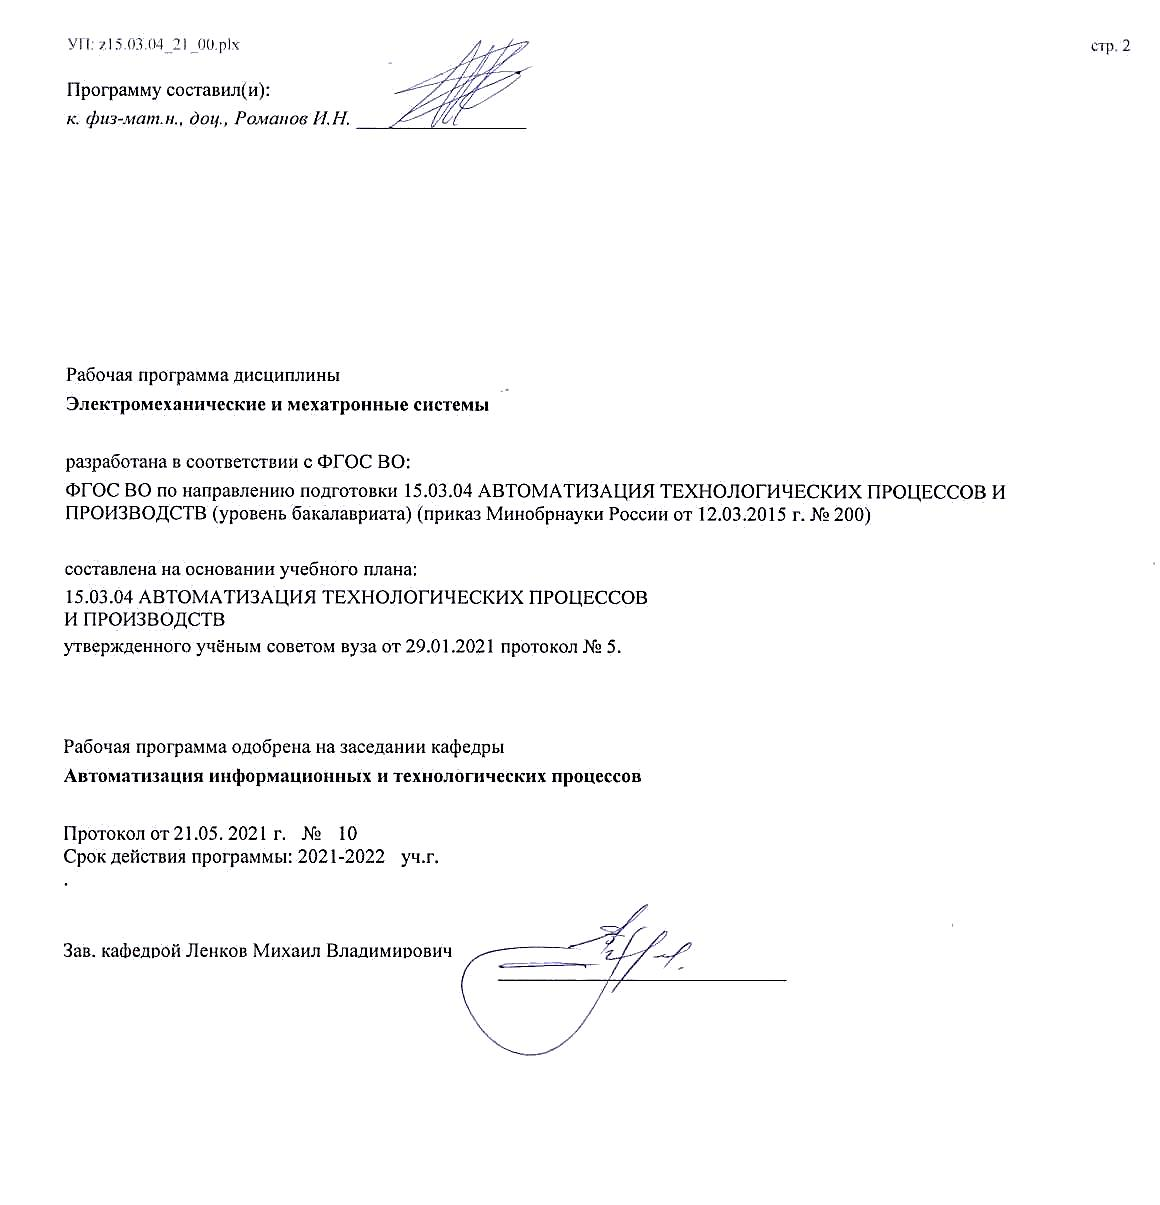 УП: z15.03.04_21_00.plx
стр. 2
Программу составил(и):
к. физ-мат.н., доц., Романов И.Н.
Рабочая программа дисциплины
Электромеханические и мехатронные системы
разработана в соответствии с ФГОС ВО:
ФГОС ВО по направлению подготовки 15.03.04 АВТОМАТИЗАЦИЯ ТЕХНОЛОГИЧЕСКИХ ПРОЦЕССОВ И
ПРОИЗВОДСТВ (уровень бакалавриата) (приказ Минобрнауки России от 12.03.2015 г. № 200)
составлена на основании учебного плана:
15.03.04 АВТОМАТИЗАЦИЯ ТЕХНОЛОГИЧЕСКИХ ПРОЦЕССОВ
И ПРОИЗВОДСТВ
утвержденного учёным советом вуза от 29.01.2021 протокол № 5.
Рабочая программа одобрена на заседании кафедры
Автоматизация информационных и технологических процессов
Протокол от 21.05. 2021 г. № 10
Срок действия программы: 2021-2022 уч.г.
.
Зав. кафедрой Ленков Михаил Владимирович